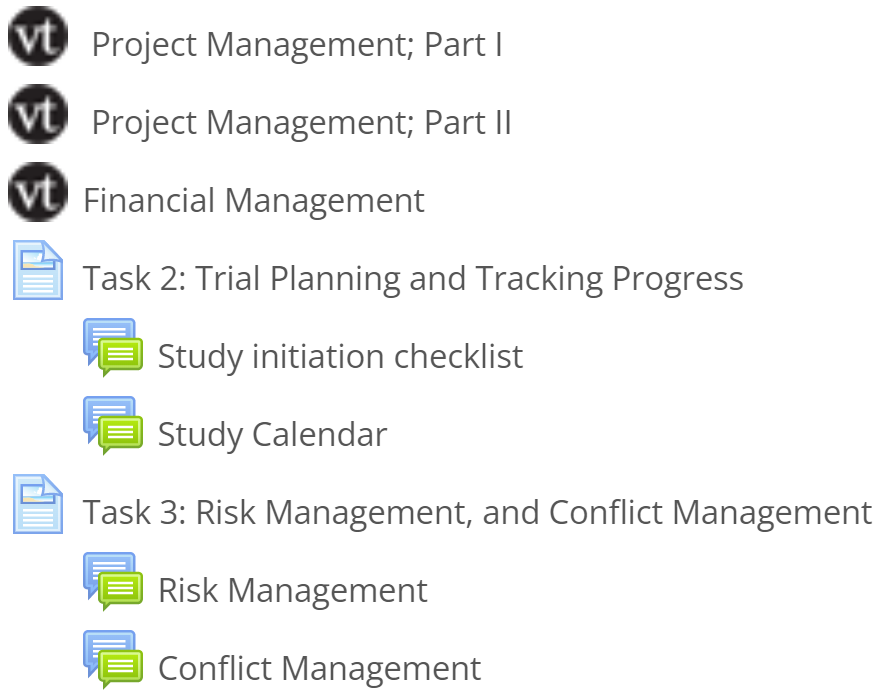 vt Project Management; Part I
vt Project Management; Part II
vt Financial Management
Task 2: Trial Planning and Tracking Progress
Study initiation checklist
Study Calendar
Task 3: Risk Management, and Conflict Management
Risk Management
Conflict Management